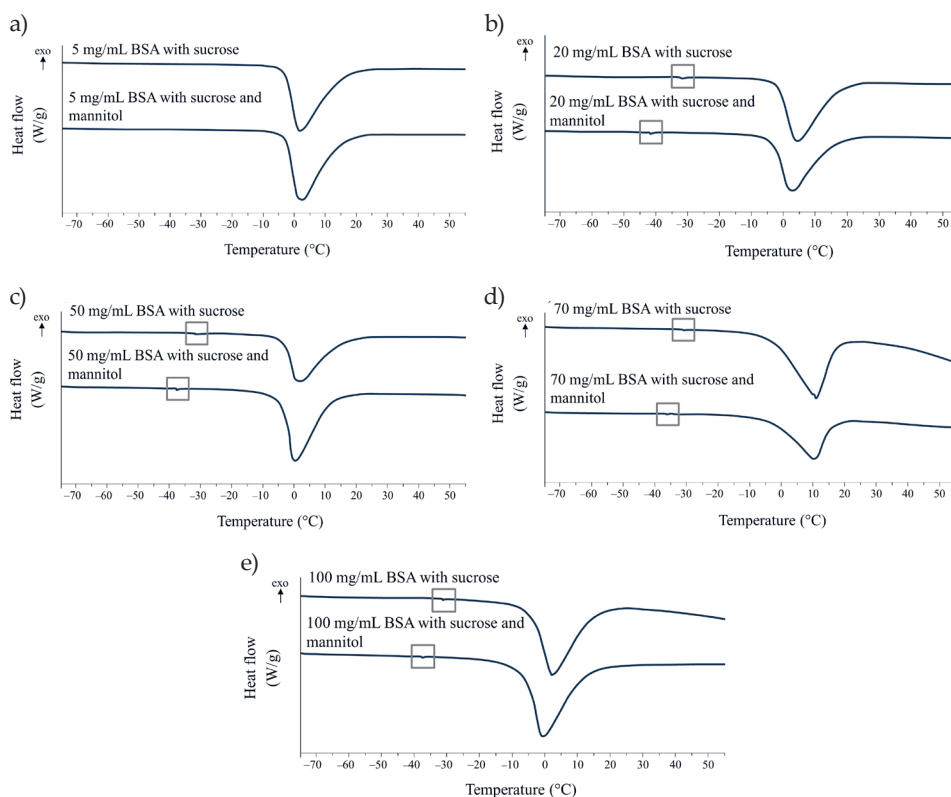 a)
exo
5 mg/mL BSA with sucrose
5 mg/mL BSA with sucrose and
mannitol
Heat flow
(W/g)
−70 −60 −50 −40 −30 −20 −10 0 10 20 30 40 50
Temperature (°C)
b)
exo
20 mg/mL BSA with sucrose
20 mg/mL BSA with sucrose and
mannitol
Heat flow
(W/g)
−70 −60 −50 −40 −30 −20 −10 0 10 20 30 40 50
Temperature (°C)
c)
exo
50 mg/mL BSA with sucrose
50 mg/mL BSA with sucrose and
mannitol
Heat flow
(W/g)
−70 −60 −50 −40 −30 −20 −10 0 10 20 30 40 50
Temperature (°C)
d)
exo
70 mg/mL BSA with sucrose
70 mg/mL BSA with sucrose and
mannitol
Heat flow
(W/g)
−70 −60 −50 −40 −30 −20 −10 0 10 20 30 40 50
Temperature (°C)
e)
exo
100 mg/mL BSA with sucrose
100 mg/mL BSA with sucrose and
mannitol
Heat flow
(W/g)
−70 −60 −50 −40 −30 −20 −10 0 10 20 30 40 50
Temperature (°C)